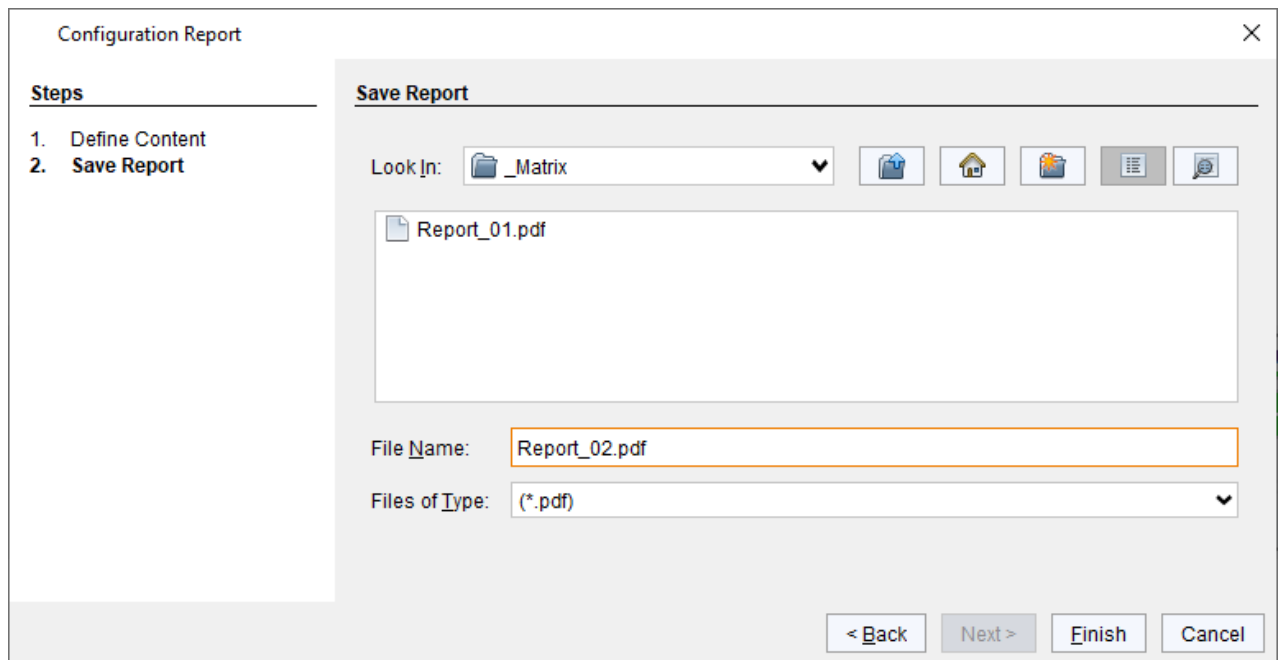 Configuration Report
Steps
1. Define Content
2. Save Report
Save Report
Look In: _Matrix
Report_01.pdf
File Name: Report_02.pdf
Files of Type: (*.pdf)
< Back Next > Finish Cancel